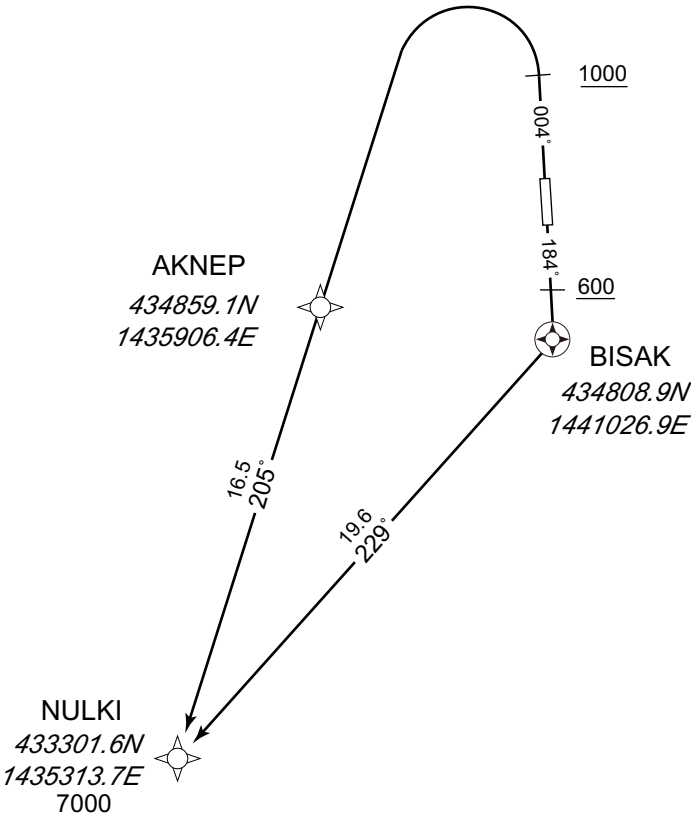 1000
004°
184°
600
AKNEP
434859.1N
1435906.4E
BISAK
434808.9N
1441026.9E
16.5
205°
19.6
229°
NULKI
433301.6N
1435313.7E
7000